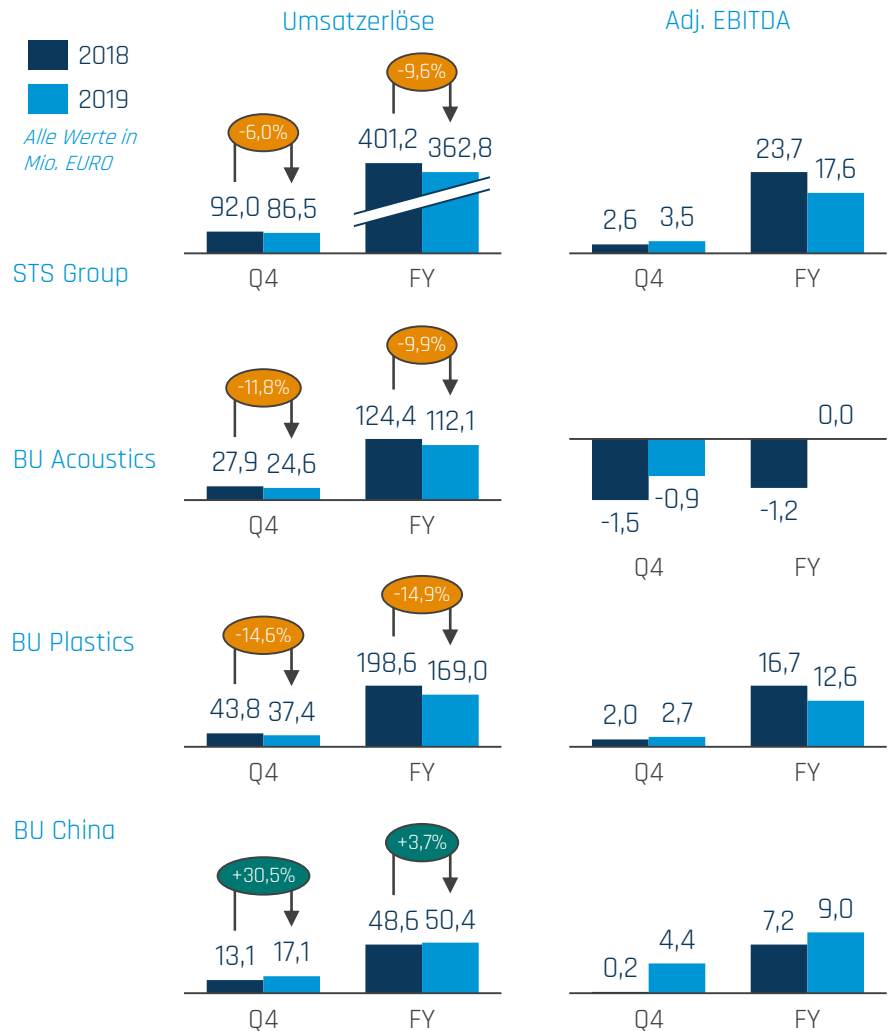 Umsatzerlöse
Adj. EBITDA
2018
2019
Alle Werte in
Mio. EURO
STS Group
-6,0%
92,0 86,5
Q4
-9,6%
401,2 362,8
FY
2,6 3,5
Q4
23,7 17,6
FY
BU Acoustics
-11,8%
27,9 24,6
Q4
-9,9%
124,4 112,1
FY
-1,5 -0,9
Q4
-1,2 0,0
FY
BU Plastics
-14,6%
43,8 37,4
Q4
-14,9%
198,6 169,0
FY
2,0 2,7
Q4
16,7 12,6
FY
BU China
+30,5%
13,1 17,1
Q4
+3,7%
48,6 50,4
FY
0,2 4,4
Q4
7,2 9,0
FY